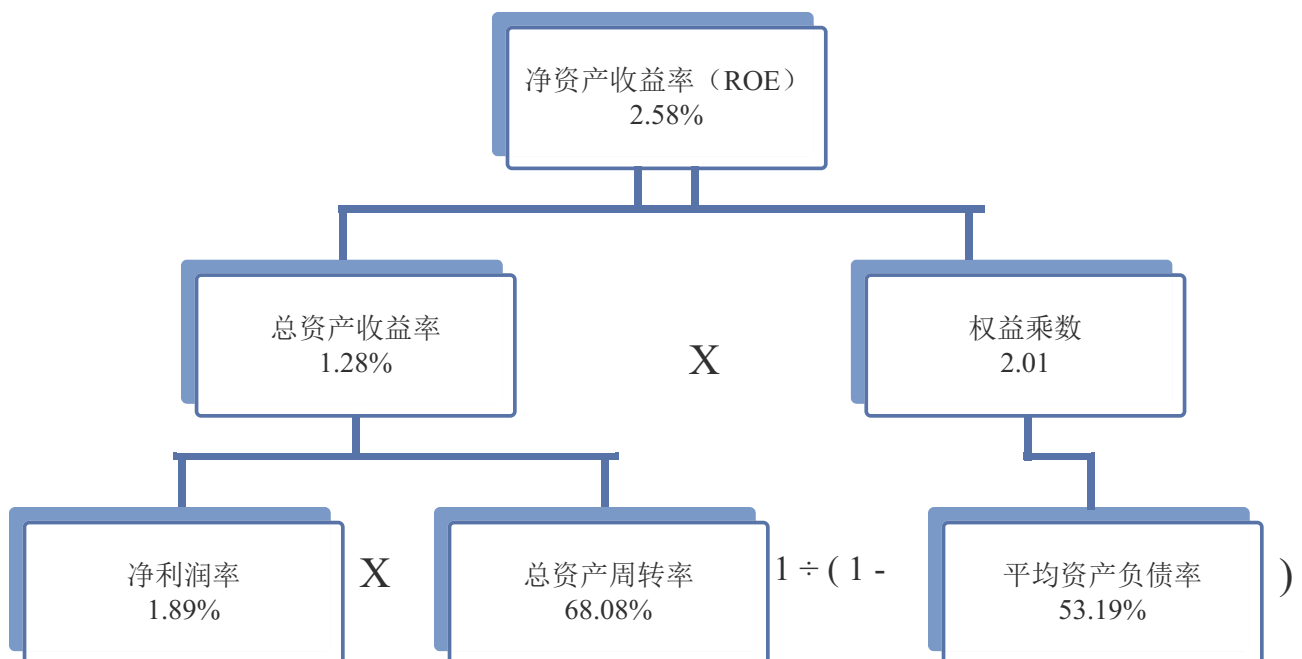 净资产收益率（ROE）
2.58%
总资产收益率
1.28%
X
权益乘数
2.01
净利润率
1.89%
X
总资产周转率
68.08%
1 ÷ ( 1 -
平均资产负债率
53.19%
)